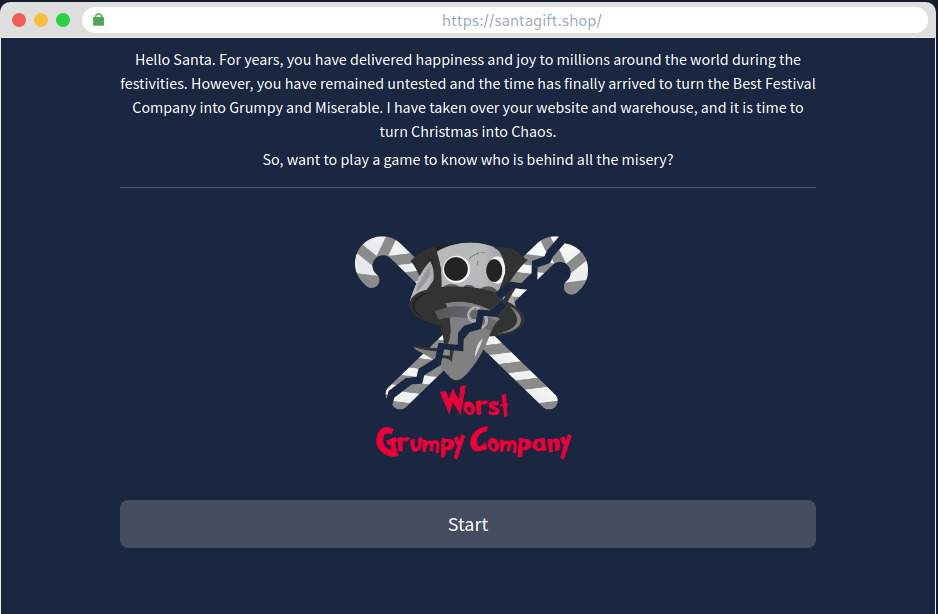 https://santagift.shop/
Hello Santa. For years, you have delivered happiness and joy to millions around the world during the
festivities. However, you have remained untested and the time has finally arrived to turn the Best Festival
Company into Grumpy and Miserable. I have taken over your website and warehouse, and it is time to
turn Christmas into Chaos.
So, want to play a game to know who is behind all the misery?
Worst
Grumpy Company
Start